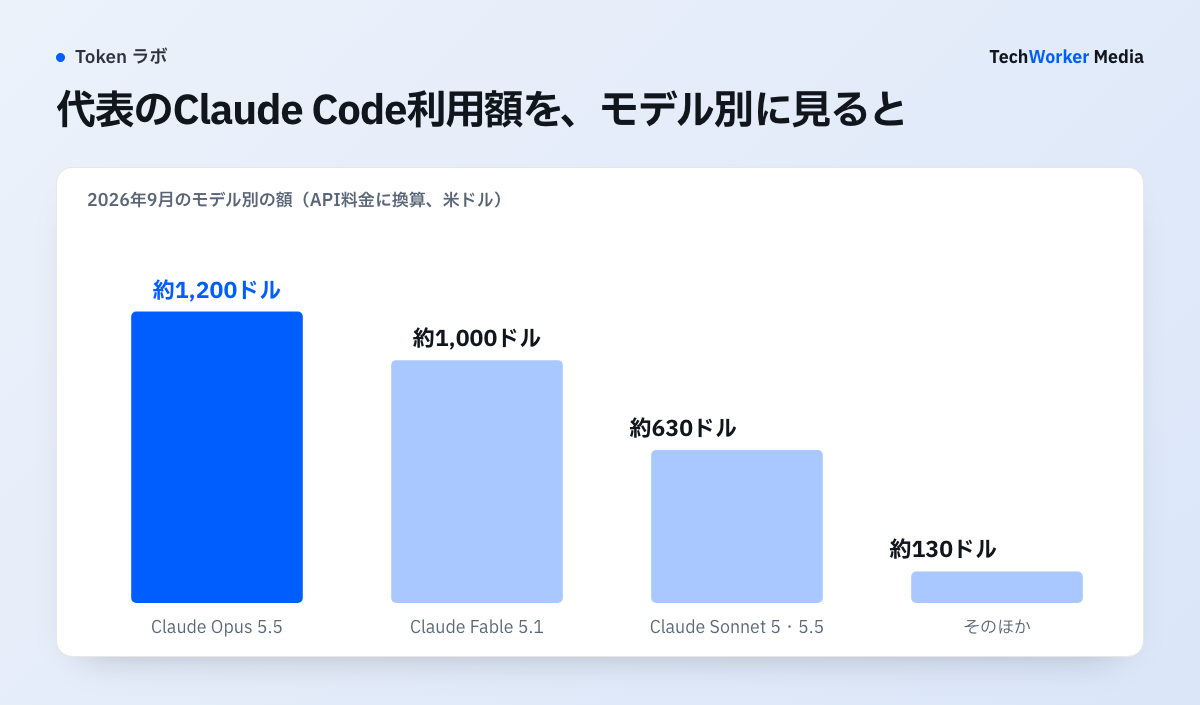 Token ラボ
TechWorker Media
代表のClaude Code利用額を、モデル別に見ると
2026年9月のモデル別の額（API料金に換算、米ドル）
約1,200ドル
約1,000ドル
約630ドル
約130ドル
Claude Opus 5.5
Claude Fable 5.1
Claude Sonnet 5・5.5
そのほか